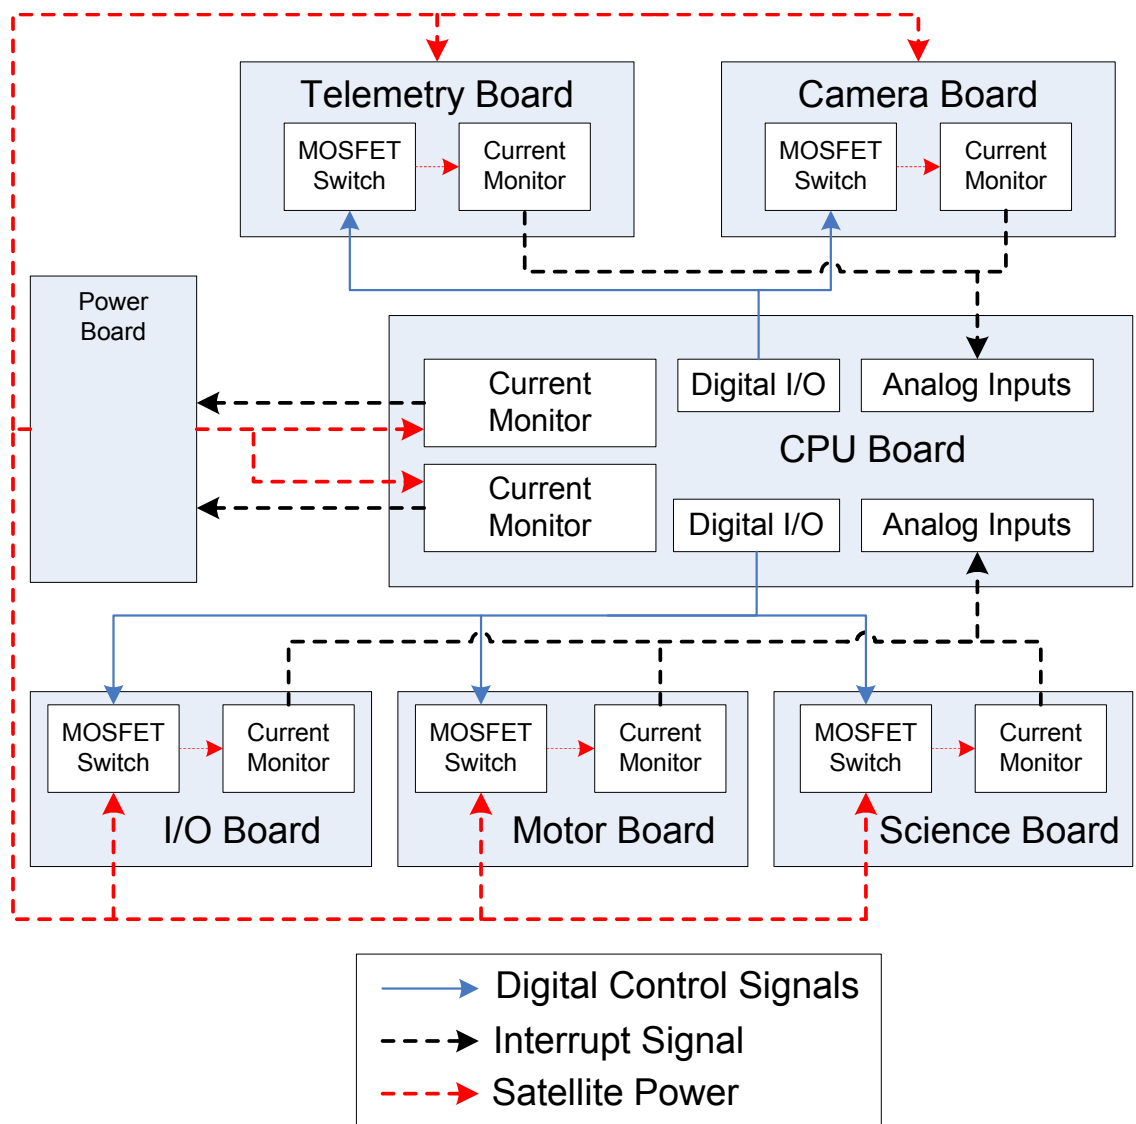 Telemetry Board
MOSFET
Switch
Current
Monitor
Camera Board
MOSFET
Switch
Current
Monitor
Power
Board
Current
Monitor
Digital I/O
Analog Inputs
CPU Board
Current
Monitor
Digital I/O
Analog Inputs
MOSFET
Switch
Current
Monitor
I/O Board
MOSFET
Switch
Current
Monitor
Motor Board
MOSFET
Switch
Current
Monitor
Science Board
Digital Control Signals
Interrupt Signal
Satellite Power